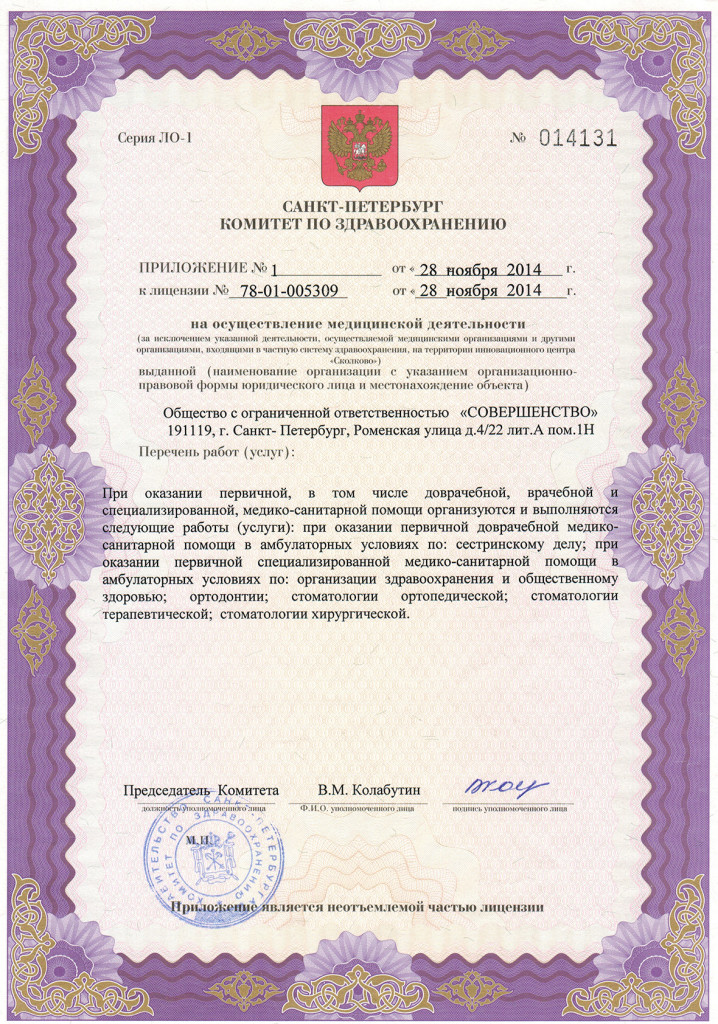 Серия ЛО-1 № 014131
САНКТ-ПЕТЕРБУРГ
КОМИТЕТ ПО ЗДРАВООХРАНЕНИЮ
ПРИЛОЖЕНИЕ № 1 от « 28 ноября 2014 г.
к лицензии № 78-01-005309 от « 28 ноября 2014 г.
на осуществление медицинской деятельности
(за исключением указанной деятельности, осуществляемой медицинскими организациями и другими
организациями, входящими в частную систему здравоохранения, на территории инновационного центра
«Сколково»)
выданной (наименование организации с указанием организационно-
правовой формы юридического лица и местонахождение объекта)
Общество с ограниченной ответственностью «СОВЕРШЕНСТВО»
191119, г. Санкт- Петербург, Роменская улица д.4/22 лит.А пом.1Н
Перечень работ (услуг):
При оказании первичной, в том числе доврачебной, врачебной и
специализированной, медико-санитарной помощи организуются и выполняются
следующие работы (услуги): при оказании первичной доврачебной медико-
санитарной помощи в амбулаторных условиях по: сестринскому делу; при
оказании первичной специализированной медико-санитарной помощи в
амбулаторных условиях по: организации здравоохранения и общественному
здоровью; ортодонтии; стоматологии ортопедической; стоматологии
терапевтической; стоматологии хирургической.
Председатель Комитета В.М. Колабутин
должность уполномоченного лица Ф.И.О. уполномоченного лица подпись уполномоченного лица
М.П.
САНКТ-ПЕТЕРБУРГА
КОМИТЕТ ПО ЗДРАВООХРАНЕНИЮ
Приложение является неотъемлемой частью лицензии